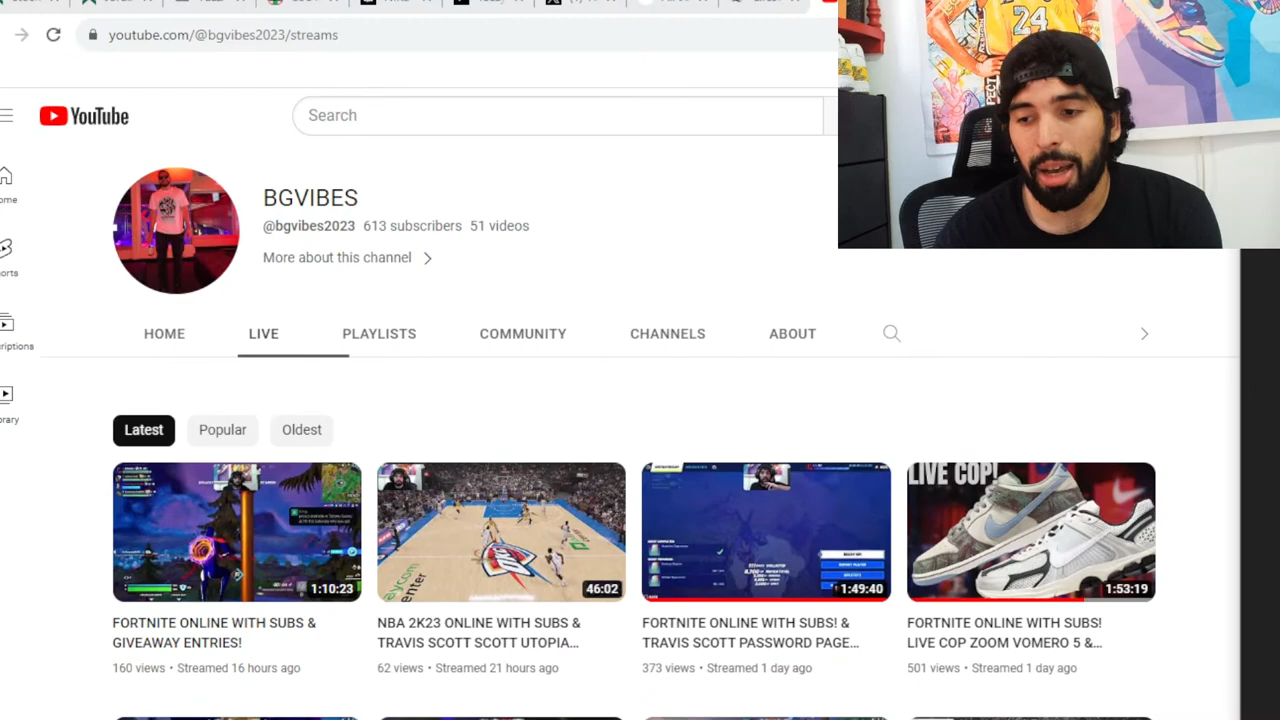 youtube.com/@bgvibes2023/streams
YouTube
Search
24
BGVIBES
@bgvibes2023 613 subscribers 51 videos
More about this channel
HOME LIVE PLAYLISTS COMMUNITY CHANNELS ABOUT
Latest Popular Oldest
LIVE COP!
1:10:23
46:02
1:49:40
1:53:19
FORTNITE ONLINE WITH SUBS &
GIVEAWAY ENTRIES!
160 views • Streamed 16 hours ago
NBA 2K23 ONLINE WITH SUBS &
TRAVIS SCOTT SCOTT UTOPIA...
62 views • Streamed 21 hours ago
FORTNITE ONLINE WITH SUBS! &
TRAVIS SCOTT PASSWORD PAGE...
373 views • Streamed 1 day ago
FORTNITE ONLINE WITH SUBS!
LIVE COP ZOOM VOMERO 5 &...
501 views • Streamed 1 day ago